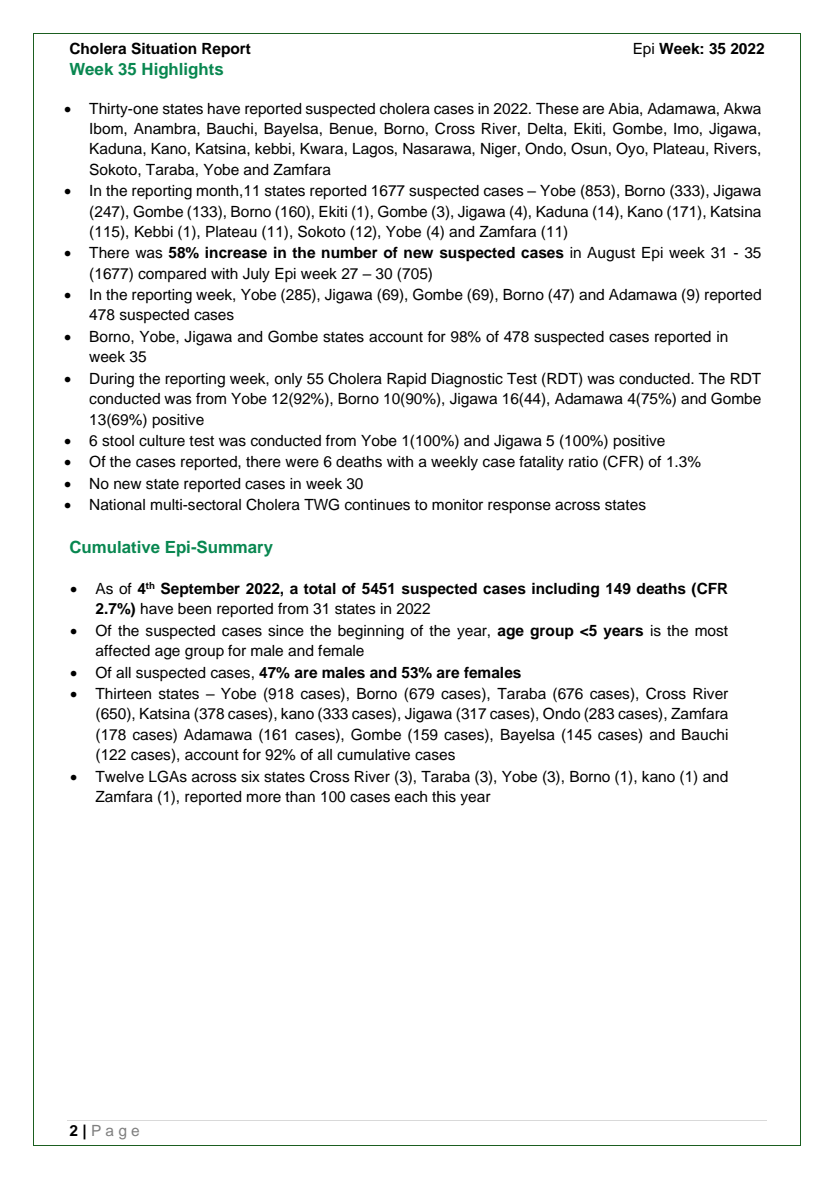 Cholera Situation Report Epi Week: 35 2022
Week 35 Highlights
• Thirty-one states have reported suspected cholera cases in 2022. These are Abia, Adamawa, Akwa
Ibom, Anambra, Bauchi, Bayelsa, Benue, Borno, Cross River, Delta, Ekiti, Gombe, Imo, Jigawa,
Kaduna, Kano, Katsina, kebbi, Kwara, Lagos, Nasarawa, Niger, Ondo, Osun, Oyo, Plateau, Rivers,
Sokoto, Taraba, Yobe and Zamfara
• In the reporting month,11 states reported 1677 suspected cases – Yobe (853), Borno (333), Jigawa
(247), Gombe (133), Borno (160), Ekiti (1), Gombe (3), Jigawa (4), Kaduna (14), Kano (171), Katsina
(115), Kebbi (1), Plateau (11), Sokoto (12), Yobe (4) and Zamfara (11)
• There was 58% increase in the number of new suspected cases in August Epi week 31 - 35
(1677) compared with July Epi week 27 – 30 (705)
• In the reporting week, Yobe (285), Jigawa (69), Gombe (69), Borno (47) and Adamawa (9) reported
478 suspected cases
• Borno, Yobe, Jigawa and Gombe states account for 98% of 478 suspected cases reported in
week 35
• During the reporting week, only 55 Cholera Rapid Diagnostic Test (RDT) was conducted. The RDT
conducted was from Yobe 12(92%), Borno 10(90%), Jigawa 16(44), Adamawa 4(75%) and Gombe
13(69%) positive
• 6 stool culture test was conducted from Yobe 1(100%) and Jigawa 5 (100%) positive
• Of the cases reported, there were 6 deaths with a weekly case fatality ratio (CFR) of 1.3%
• No new state reported cases in week 30
• National multi-sectoral Cholera TWG continues to monitor response across states
Cumulative Epi-Summary
• As of 4th September 2022, a total of 5451 suspected cases including 149 deaths (CFR
2.7%) have been reported from 31 states in 2022
• Of the suspected cases since the beginning of the year, age group <5 years is the most
affected age group for male and female
• Of all suspected cases, 47% are males and 53% are females
• Thirteen states – Yobe (918 cases), Borno (679 cases), Taraba (676 cases), Cross River
(650), Katsina (378 cases), kano (333 cases), Jigawa (317 cases), Ondo (283 cases), Zamfara
(178 cases) Adamawa (161 cases), Gombe (159 cases), Bayelsa (145 cases) and Bauchi
(122 cases), account for 92% of all cumulative cases
• Twelve LGAs across six states Cross River (3), Taraba (3), Yobe (3), Borno (1), kano (1) and
Zamfara (1), reported more than 100 cases each this year
2 | Page